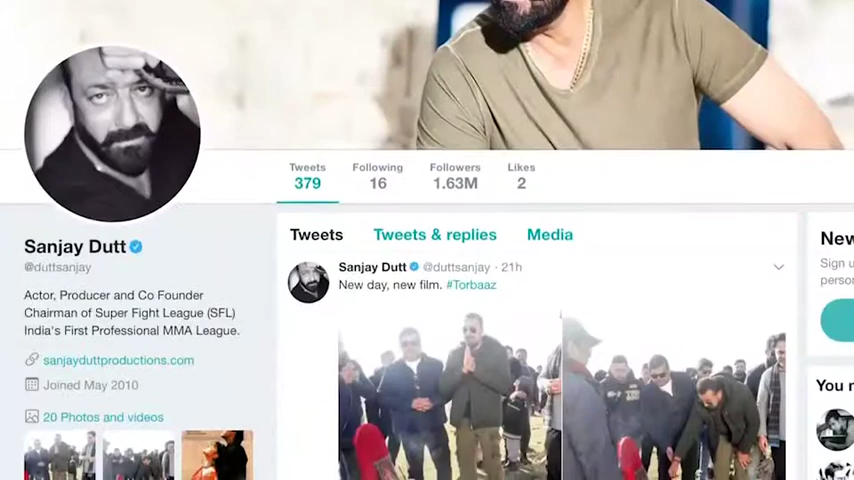 Tweets Following Followers Likes
379 16 1.63M 2
Sanjay Dutt
@duttsanjay
Actor, Producer and Co Founder
Chairman of Super Fight League (SFL)
India's First Professional MMA League.
sanjayduttproductions.com
Joined May 2010
20 Photos and videos
Tweets Tweets & replies Media
Sanjay Dutt @duttsanjay · 21h
New day, new film. #Torbaaz
New
Sign u
perso
You n